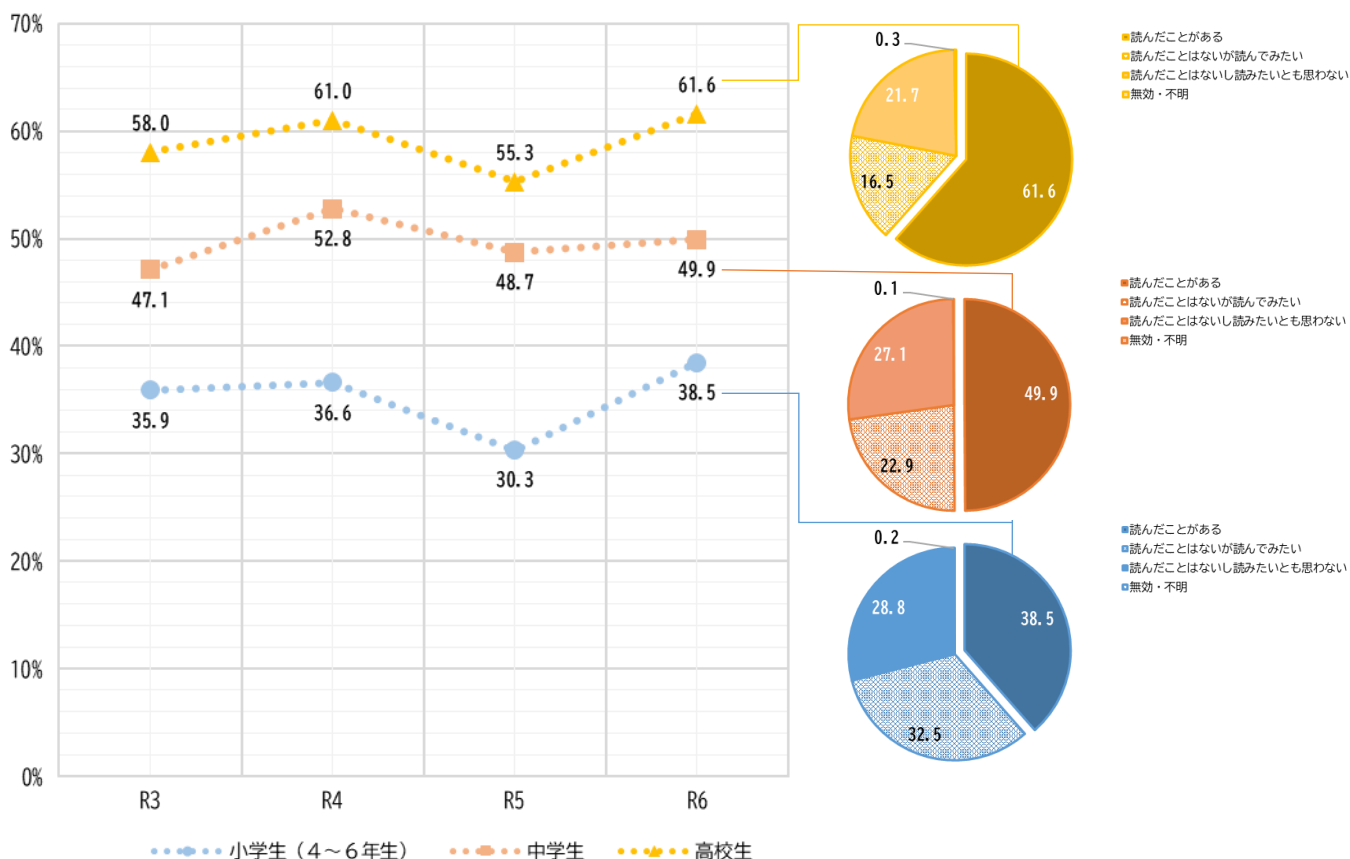 70%
60%
50%
40%
30%
20%
10%
0%
58.0
61.0
55.3
61.6
47.1
52.8
48.7
49.9
35.9
36.6
30.3
38.5
R3
R4
R5
R6
小学生（４～６年生）
中学生
高校生
0.3
21.7
16.5
61.6
読んだことがある
読んだことはないが読んでみたい
読んだことはないし読みたいとも思わない
無効・不明
0.1
27.1
22.9
49.9
読んだことがある
読んだことはないが読んでみたい
読んだことはないし読みたいとも思わない
無効・不明
0.2
28.8
32.5
38.5
読んだことがある
読んだことはないが読んでみたい
読んだことはないし読みたいとも思わない
無効・不明